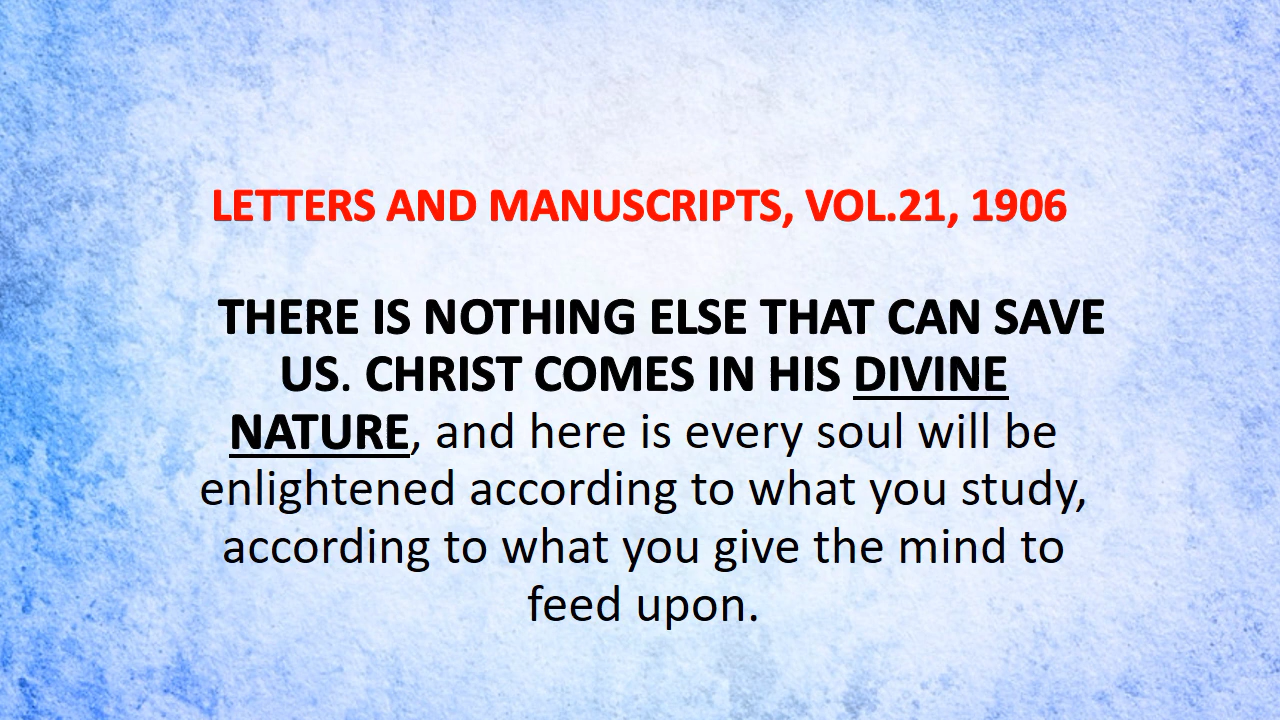 LETTERS AND MANUSCRIPTS, VOL.21, 1906
THERE IS NOTHING ELSE THAT CAN SAVE
US. CHRIST COMES IN HIS DIVINE
NATURE, and here is every soul will be
enlightened according to what you study,
according to what you give the mind to
feed upon.